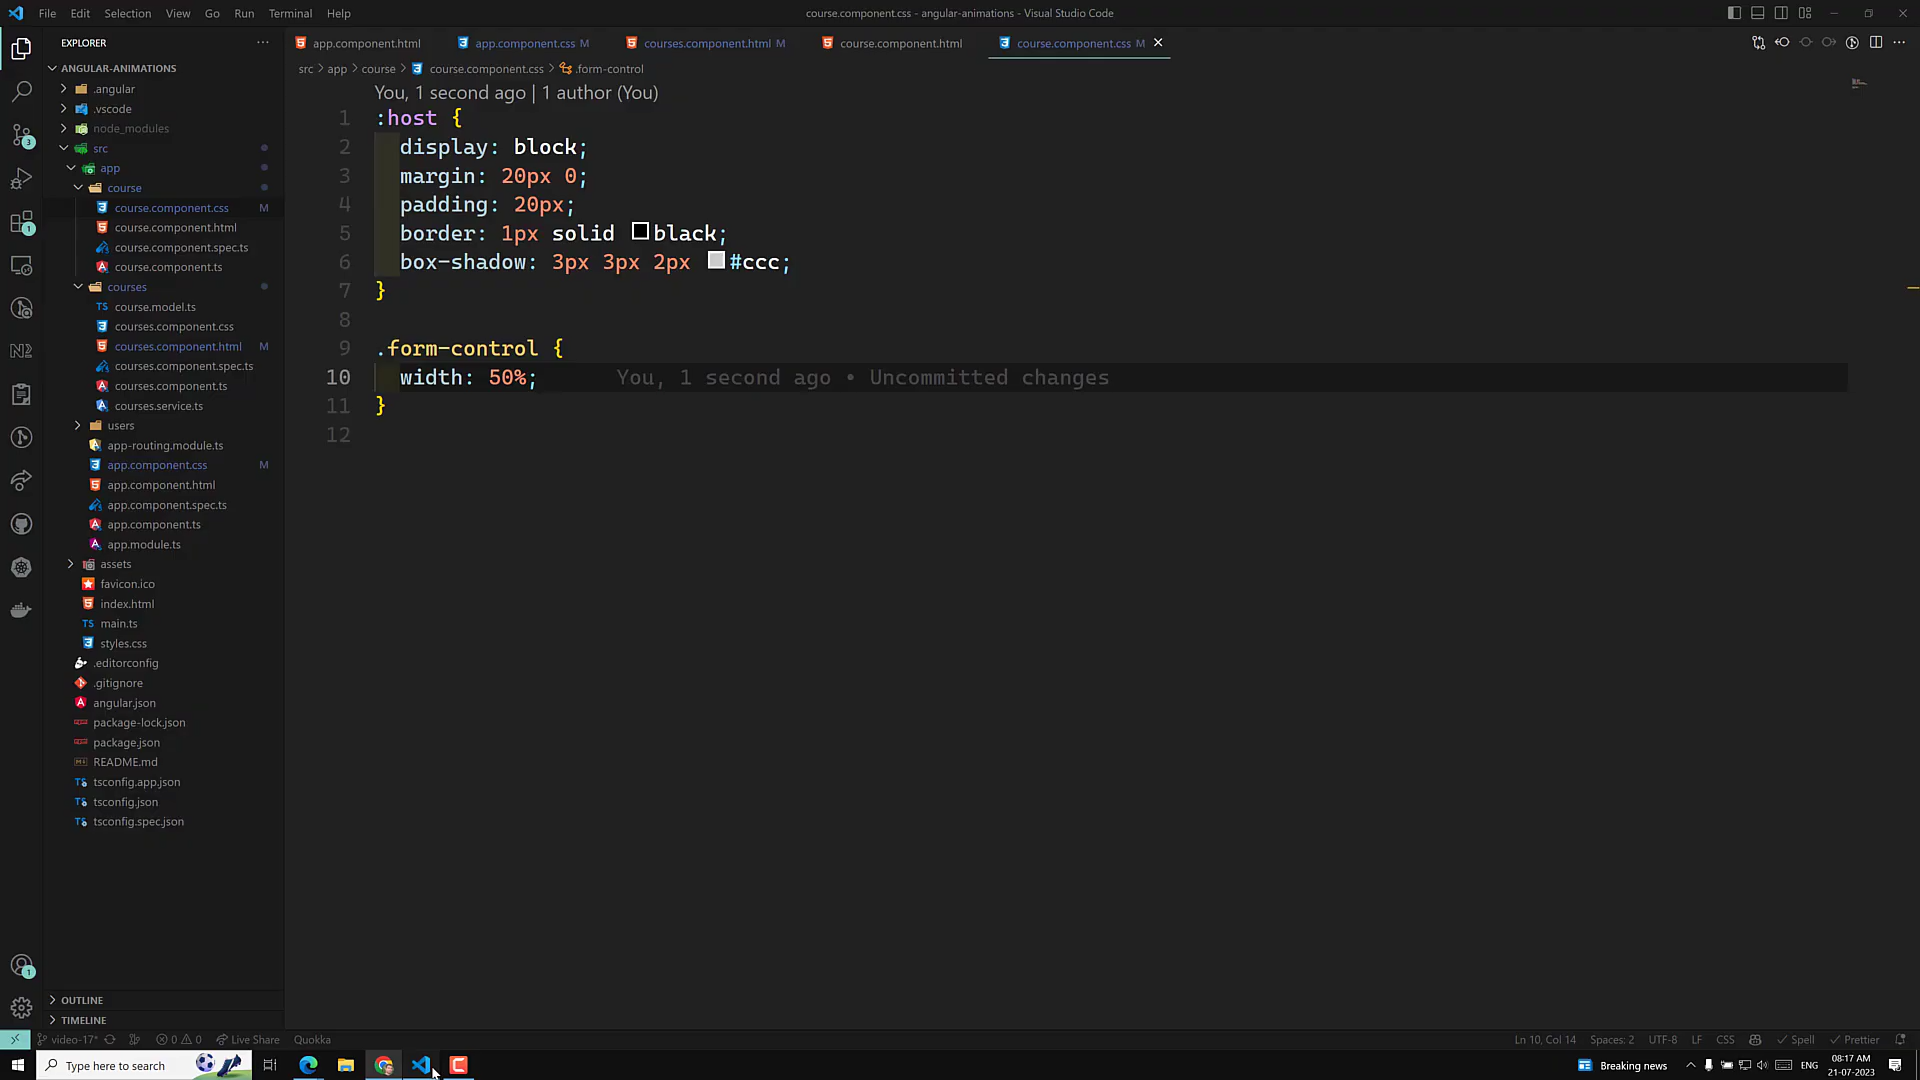 File Edit Selection View Go Run Terminal Help
course.component.css - angular-animations - Visual Studio Code
EXPLORER
ANGULAR-ANIMATIONS
.angular
.vscode
node_modules
src
app
course
course.component.css M
course.component.html
course.component.spec.ts
course.component.ts
courses
course.model.ts
courses.component.css
courses.component.html M
courses.component.spec.ts
courses.component.ts
courses.service.ts
users
app-routing.module.ts
app.component.css M
app.component.html
app.component.spec.ts
app.component.ts
app.module.ts
assets
favicon.ico
index.html
main.ts
styles.css
.editorconfig
.gitignore
angular.json
package-lock.json
package.json
README.md
tsconfig.app.json
tsconfig.json
tsconfig.spec.json
OUTLINE
TIMELINE
app.component.html app.component.css M courses.component.html M course.component.html course.component.css M
src > app > course > course.component.css > .form-control
You, 1 second ago | 1 author (You)
1 :host {
2 display: block;
3 margin: 20px 0;
4 padding: 20px;
5 border: 1px solid black;
6 box-shadow: 3px 3px 2px #ccc;
7 }
8
9 .form-control {
10 width: 50%; You, 1 second ago • Uncommitted changes
11 }
12
video-17* 0 0 Live Share Quokka
Ln 10, Col 14 Spaces: 2 UTF-8 LF CSS Spell Prettier
Type here to search
Breaking news ENG 08:17 AM
21-07-2023